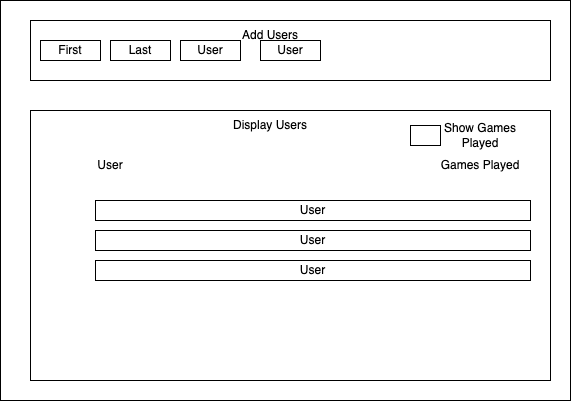 Add Users
First
Last
User
User
Display Users
Show Games
Played
User
Games Played
User
User
User